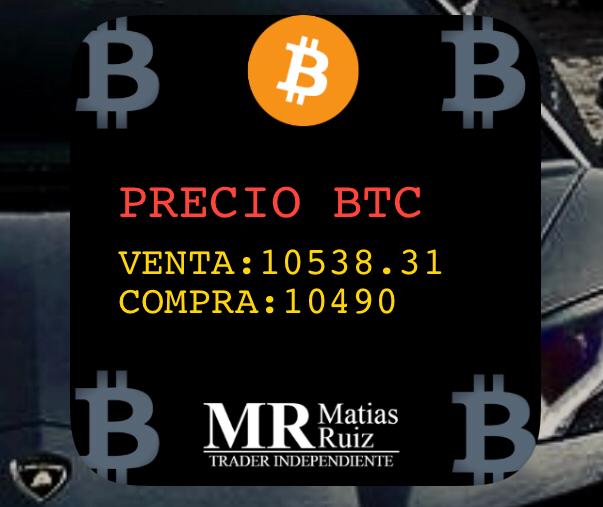 PRECIO BTC
VENTA:10538.31
COMPRA:10490
MR Matias Ruiz
TRADER INDEPENDIENTE